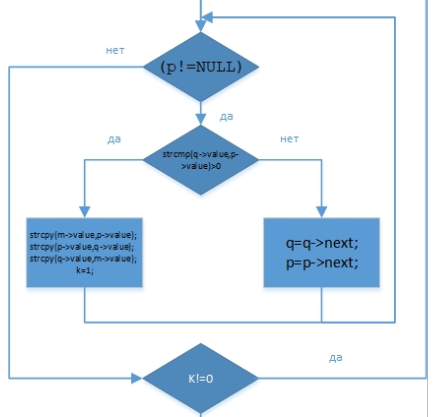 нет
(p!=NULL)
да
да
strcmp(q->value,p-
>value)>0
нет
strcpy(m->value,p->value);
strcpy(p->value,q->value);
strcpy(q->value,m->value);
k=1;
q=q->next;
p=p->next;
да
K!=0